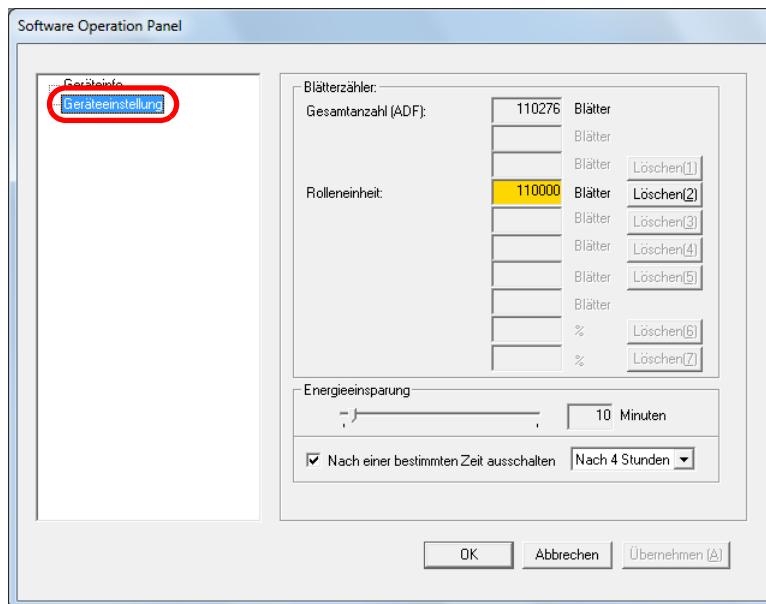 Software Operation Panel
Geräteinfo
Geräteeinstellung
Blätterzähler:
Gesamtanzahl (ADF): 110276 Blätter
Blätter
Blätter Löschen(1)
Rolleneinheit: 110000 Blätter Löschen(2)
Blätter Löschen(3)
Blätter Löschen(4)
Blätter Löschen(5)
Blätter
% Löschen(6)
% Löschen(7)
Energieeinsparung
10 Minuten
Nach einer bestimmten Zeit ausschalten Nach 4 Stunden
OK Abbrechen Übernehmen (A)